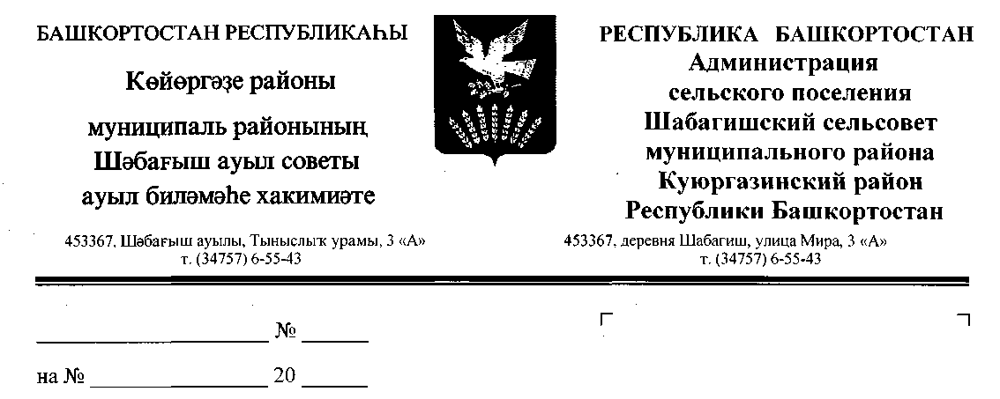 БАШКОРТОСТАН РЕСПУБЛИКАҺЫ
Көйөргәҙе районы
муниципаль районының
Шәбағыш ауыл советы
ауыл биләмәһе хакимиәте
453367, Шәбағыш ауылы, Тыныслыҡ урамы, 3 «А»
т. (34757) 6-55-43
РЕСПУБЛИКА БАШКОРТОСТАН
Администрация
сельского поселения
Шабагишский сельсовет
муниципального района
Куюргазинский район
Республики Башкортостан
453367, деревня Шабагиш, улица Мира, 3 «А»
т. (34757) 6-55-43
____________________ № ______
на № _______________ 20 ______